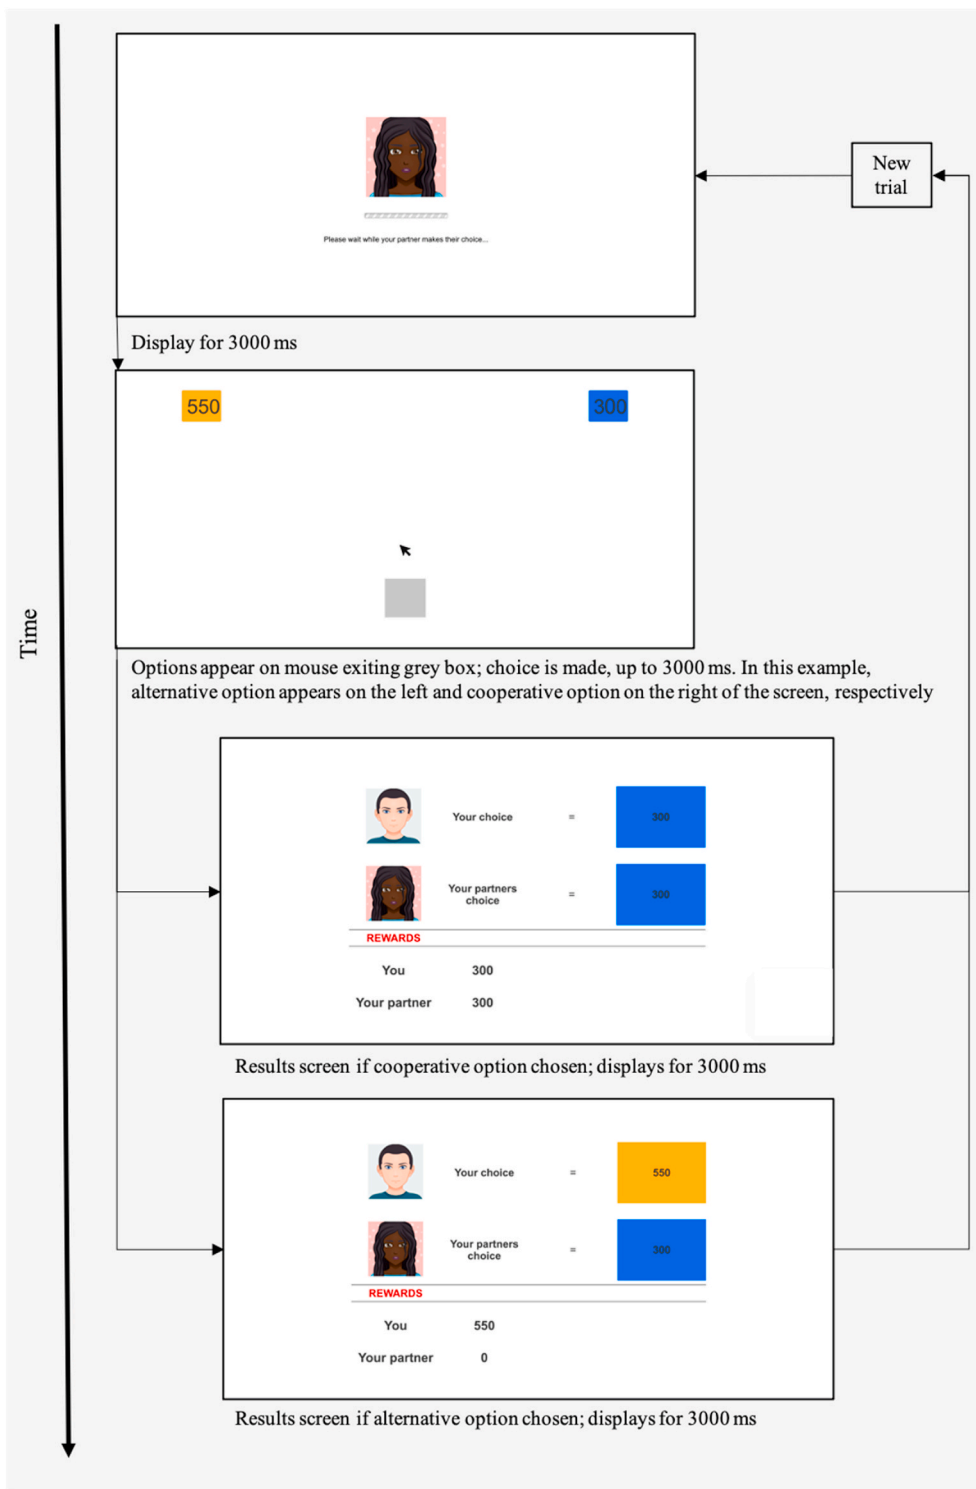 New
trial
Please wait while your partner makes their choice...
Display for 3000 ms
550
300
Time
Options appear on mouse exiting grey box; choice is made, up to 3000 ms. In this example,
alternative option appears on the left and cooperative option on the right of the screen, respectively
Your choice = 300
Your partners
choice
= 300
REWARDS
You 300
Your partner 300
Results screen if cooperative option chosen; displays for 3000 ms
Your choice = 550
Your partners
choice
= 300
REWARDS
You 550
Your partner 0
Results screen if alternative option chosen; displays for 3000 ms